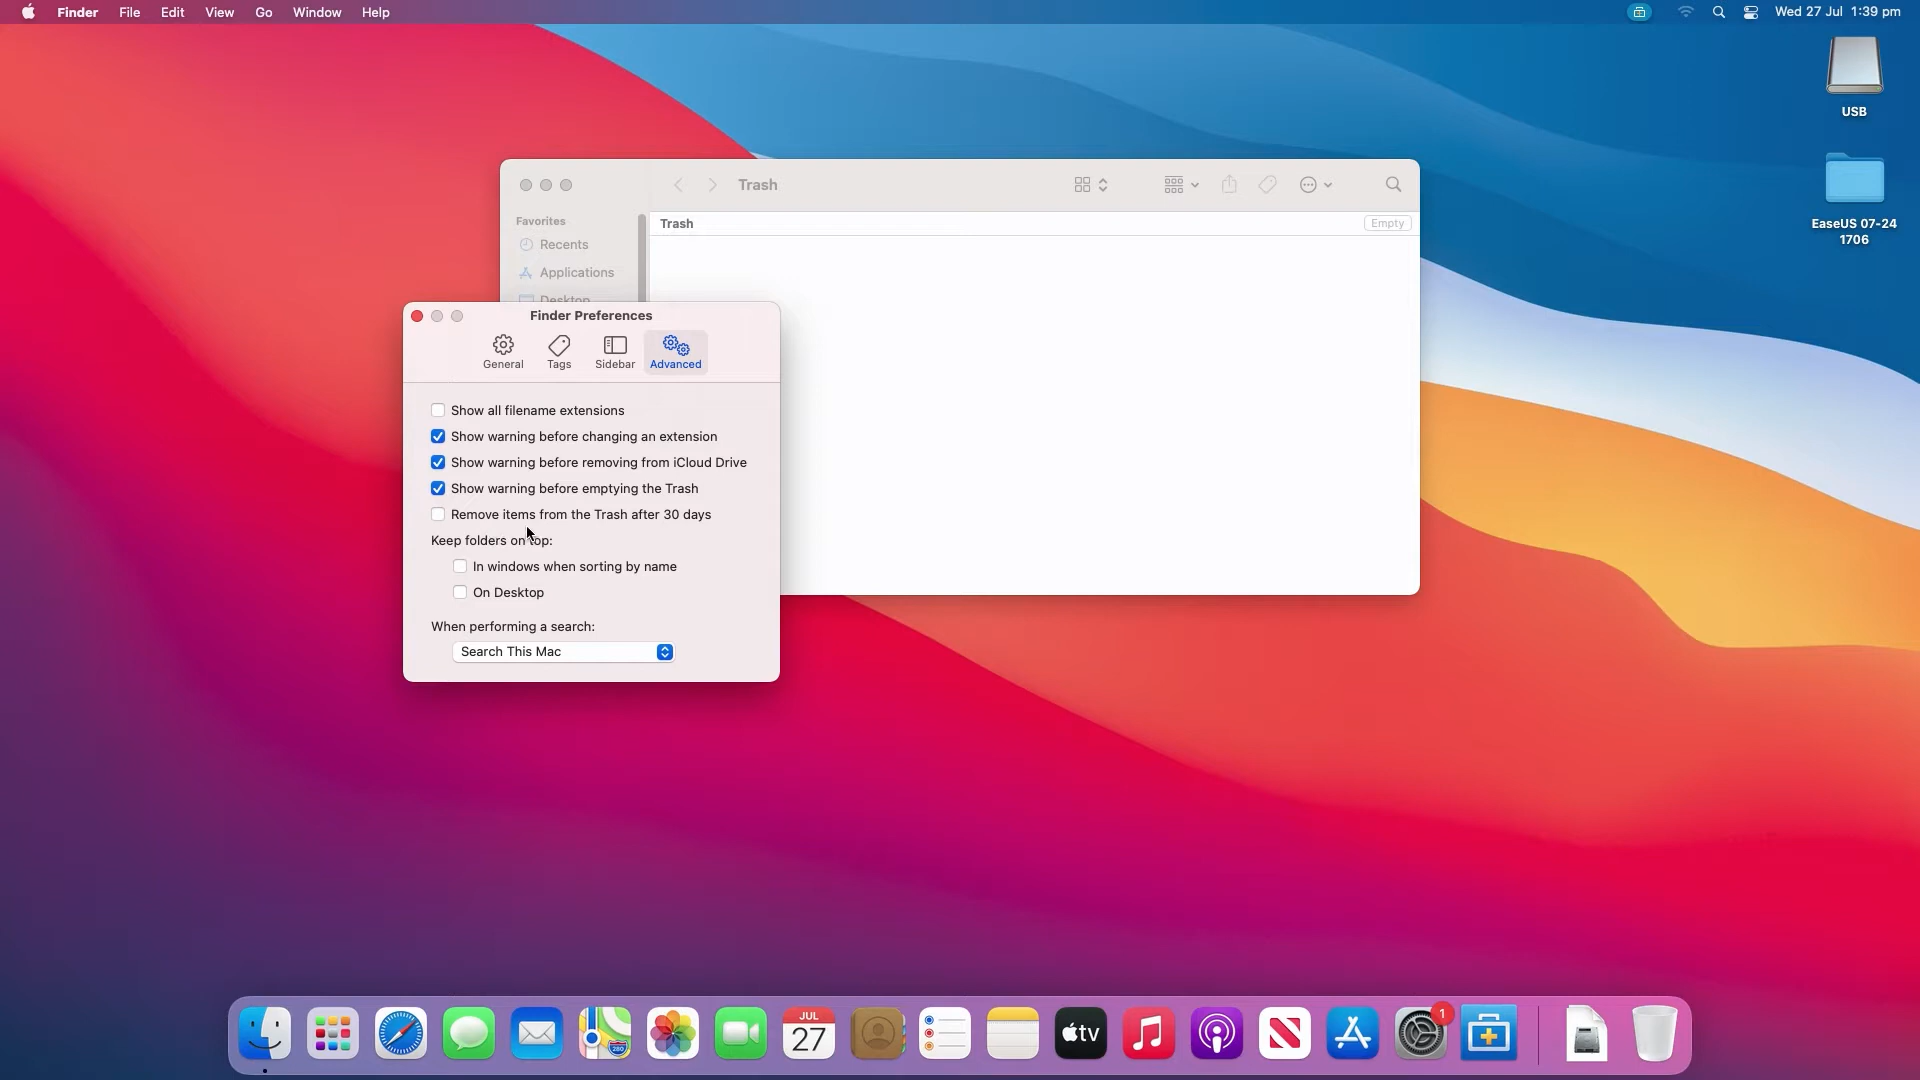 Finder File Edit View Go Window Help
Wed 27 Jul 1:39 pm
USB
EaseUS 07-24
1706
Trash
Favorites
Trash
Empty
Recents
Applications
Desktop
Finder Preferences
General Tags Sidebar Advanced
Show all filename extensions
Show warning before changing an extension
Show warning before removing from iCloud Drive
Show warning before emptying the Trash
Remove items from the Trash after 30 days
Keep folders on top:
In windows when sorting by name
On Desktop
When performing a search:
Search This Mac
JUL
27
280
tv
1